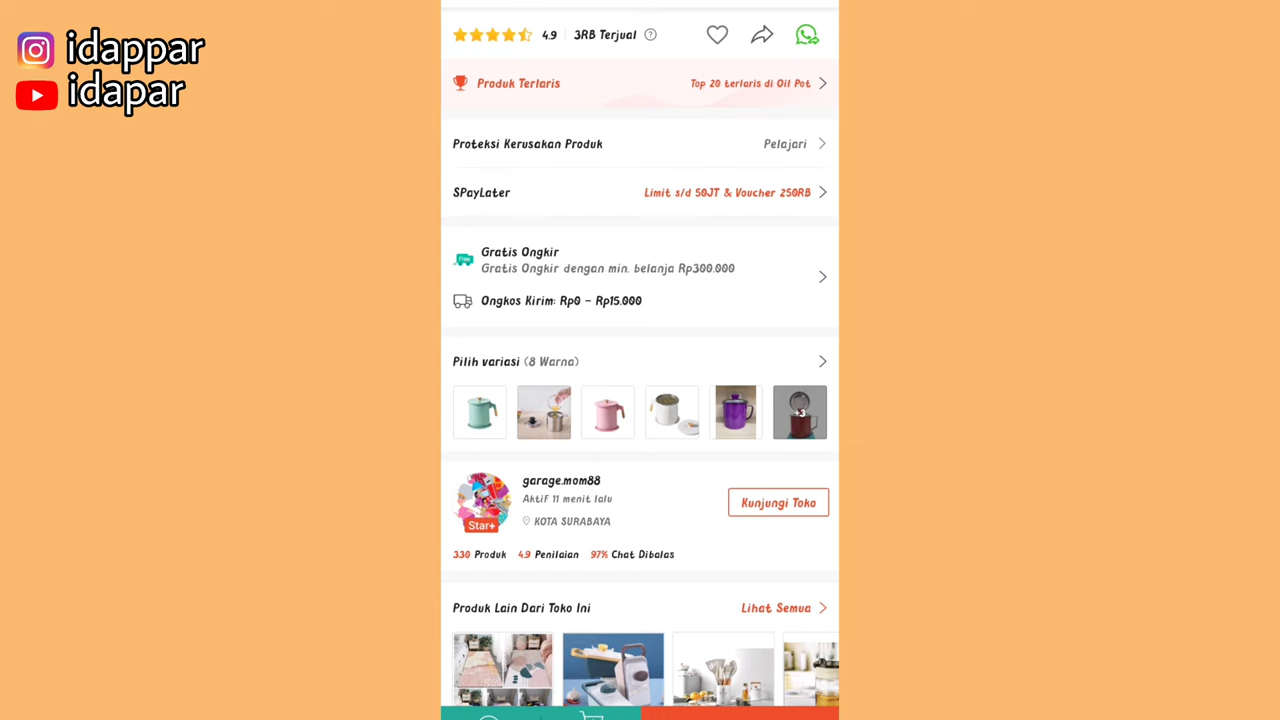 idappar
idapar
4.9 3RB Terjual
Produk Terlaris Top 20 terlaris di Oil Pot
Proteksi Kerusakan Produk Pelajari
SPayLater Limit s/d 50JT & Voucher 250RB
Free
Gratis Ongkir
Gratis Ongkir dengan min. belanja Rp300.000
Ongkos Kirim: Rp0 - Rp15.000
Pilih variasi (8 Warna)
+3
garage.mom88
Aktif 11 menit lalu
Kunjungi Toko
KOTA SURABAYA
Star+
330 Produk 4.9 Penilaian 97% Chat Dibalas
Produk Lain Dari Toko Ini Lihat Semua